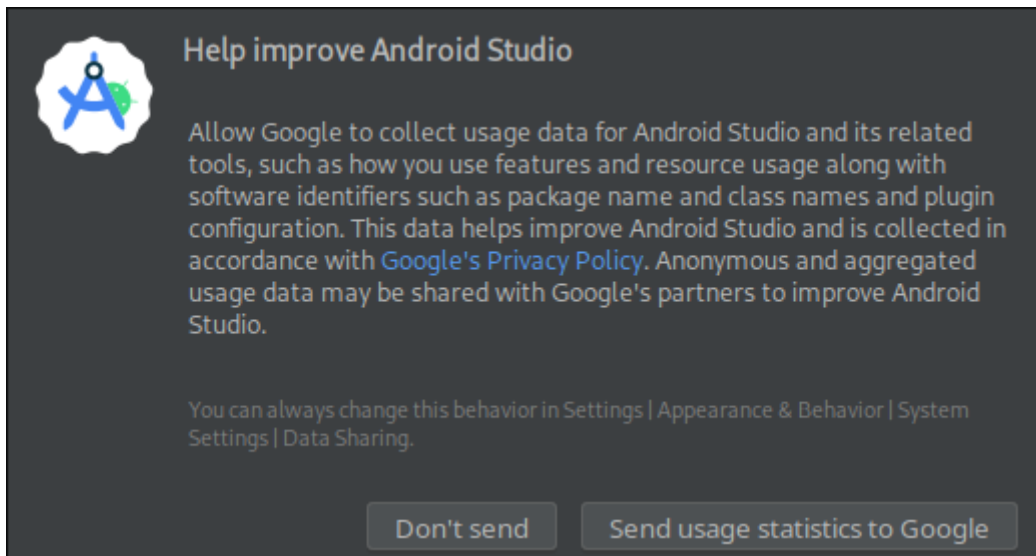 Help improve Android Studio
Allow Google to collect usage data for Android Studio and its related
tools, such as how you use features and resource usage along with
software identifiers such as package name and class names and plugin
configuration. This data helps improve Android Studio and is collected in
accordance with Google's Privacy Policy. Anonymous and aggregated
usage data may be shared with Google's partners to improve Android
Studio.
You can always change this behavior in Settings | Appearance & Behavior | System
Settings | Data Sharing.
Don't send
Send usage statistics to Google